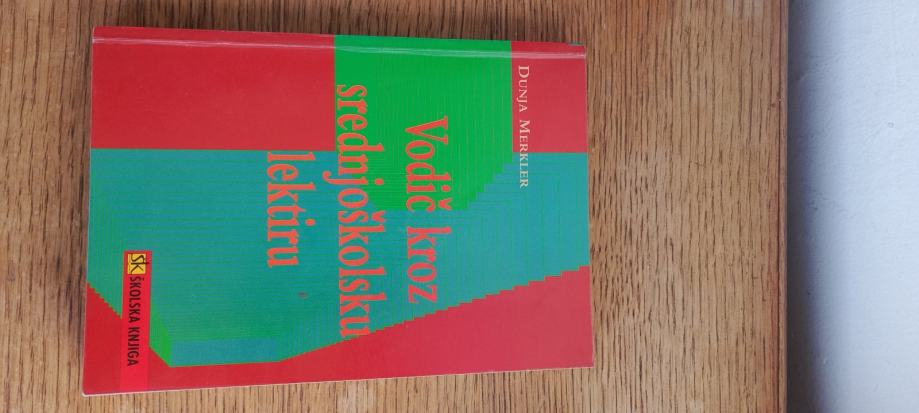 DUNJA MERKLER
Vodič kroz
srednjoškolsku
lektiru
ŠK ŠKOLSKA KNJIGA